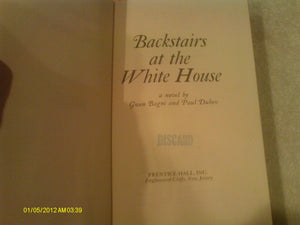 Backstairs
at the
White House
a novel by
Gwen Bagni and Paul Dubov
DISCARD
PRENTICE-HALL, INC.
Englewood Cliffs, New Jersey
01/05/2012 AM 03:39